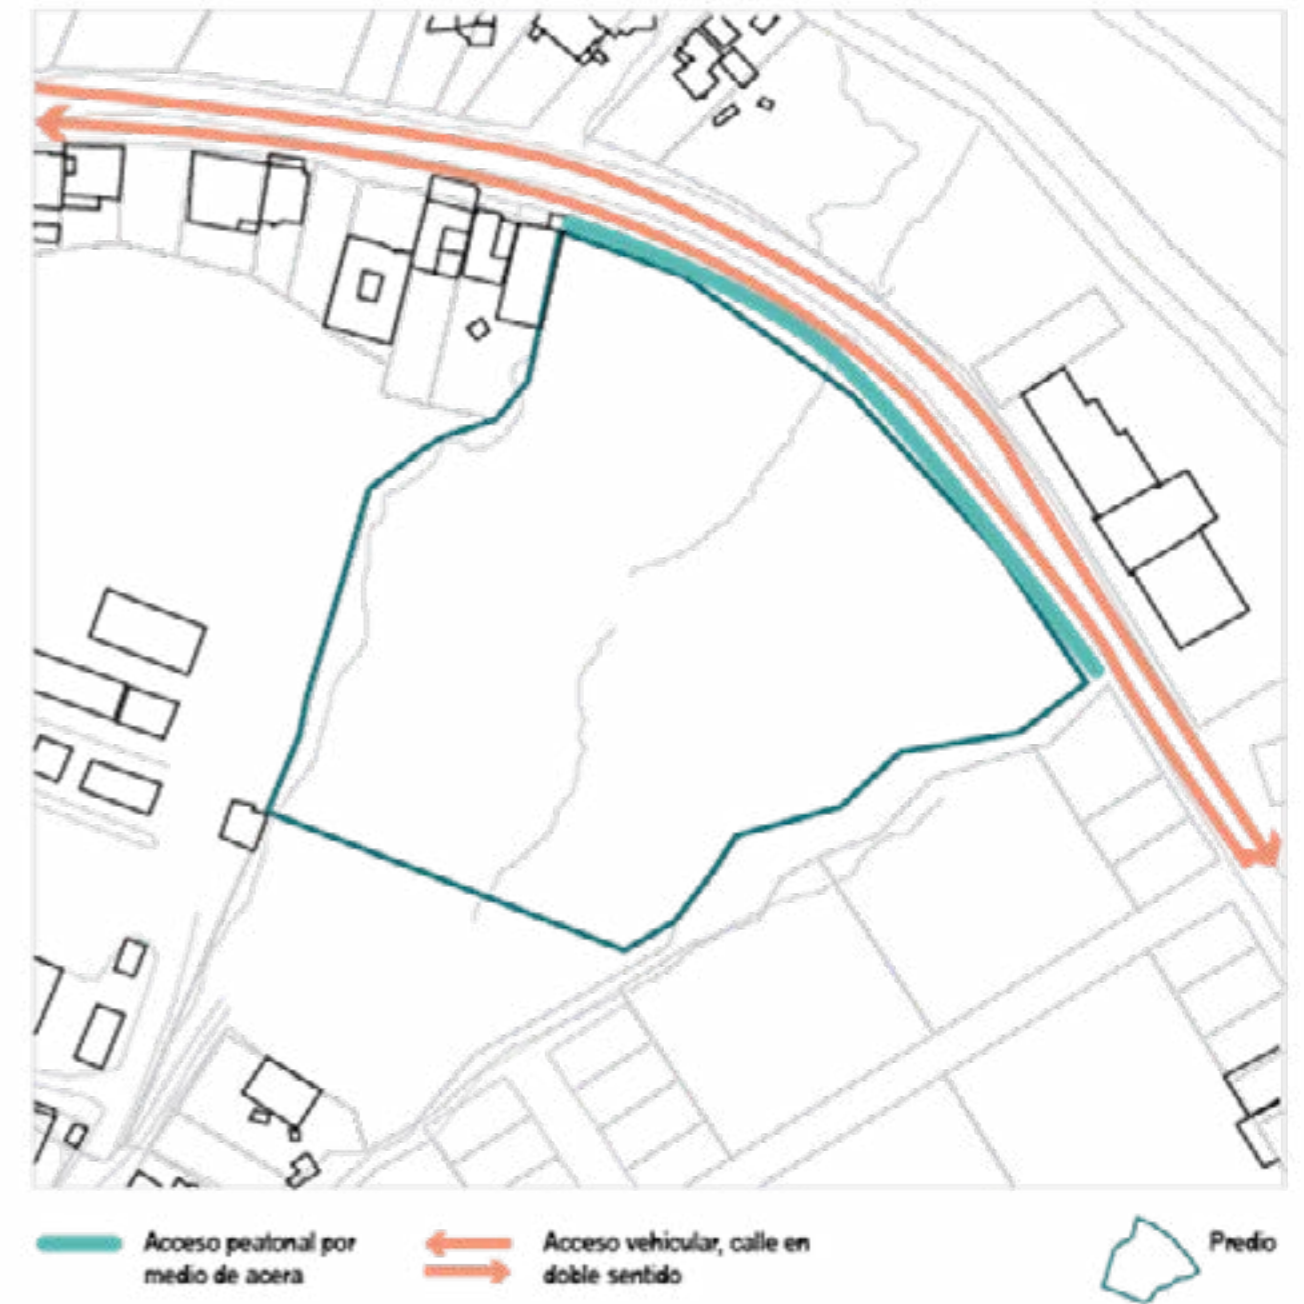 Acceso peatonal por
medio de acera
Acceso vehicular, calle en
doble sentido
Predio